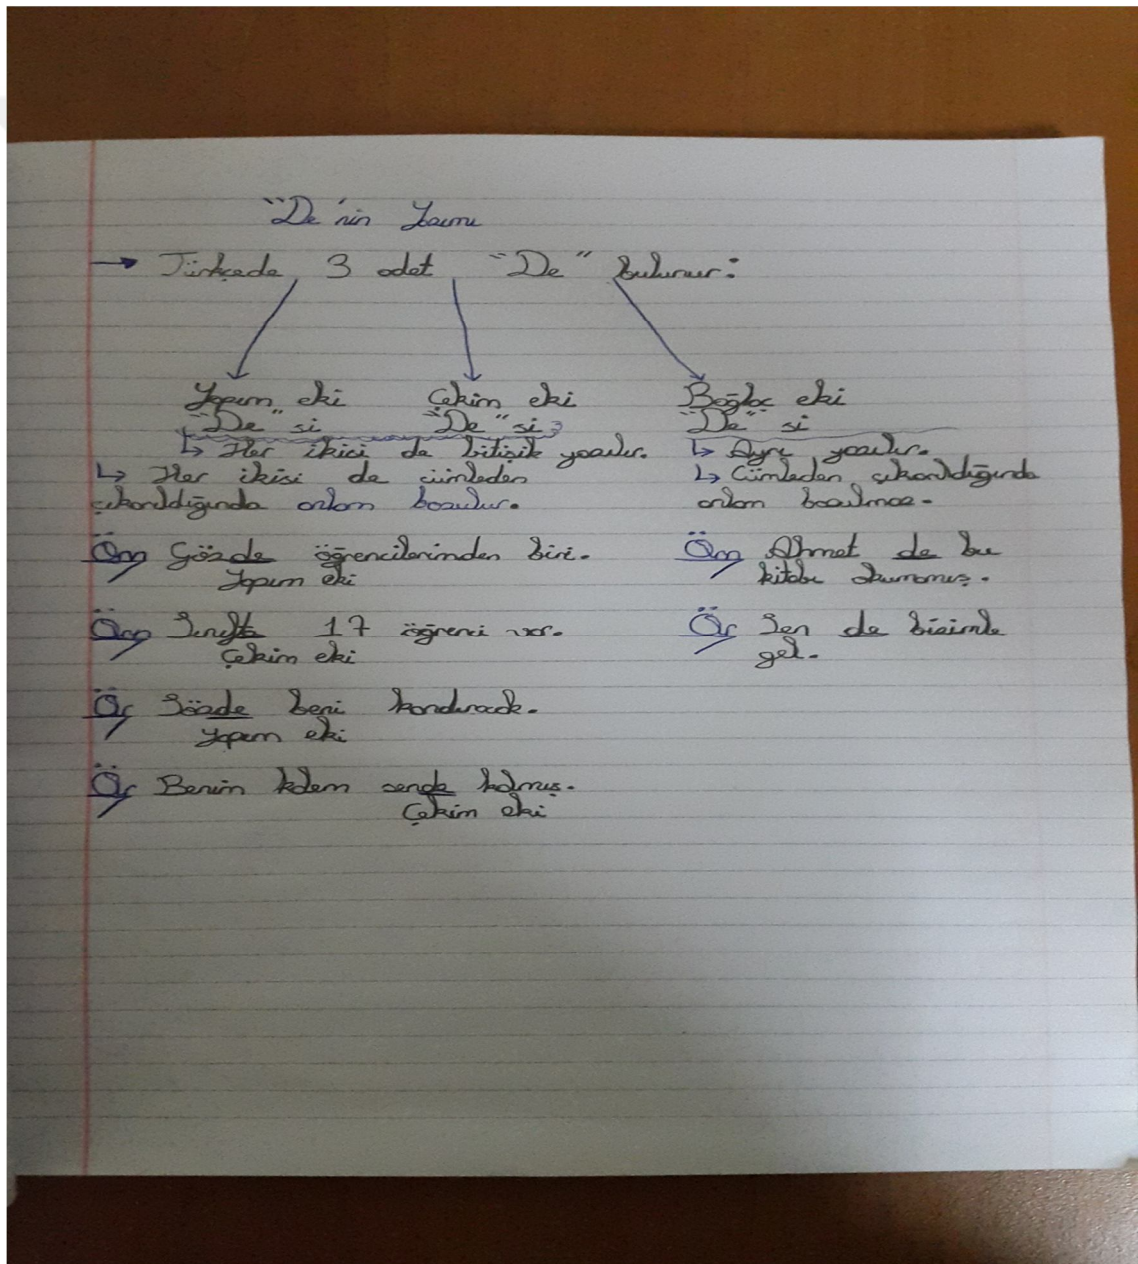 "De'nin Yazımı
→ Türkçede 3 adet "De" bulunur:
Yapım eki Çekim eki Bağlaç eki
"De" si "De" si "De" si
↳ Her ikici de bitişik yazılır. ↳ Ayrı yazılır.
↳ Her ikisi de cümleden ↳ Cümleden çıkarıldığında
çıkarıldığında anlam bozulur. anlam bozulmaz.
Örn Gözde öğrencilerimden biri. Örn Ahmet de bu
Yapım eki kitabı okumamış.
Örn Sınıfta 17 öğrenci var. Ör Sen de bizimle
Çekim eki gel.
Ör Sözde beni kandıracak.
Yapım eki
Ör Benim kalem sende kalmış.
Çekim eki